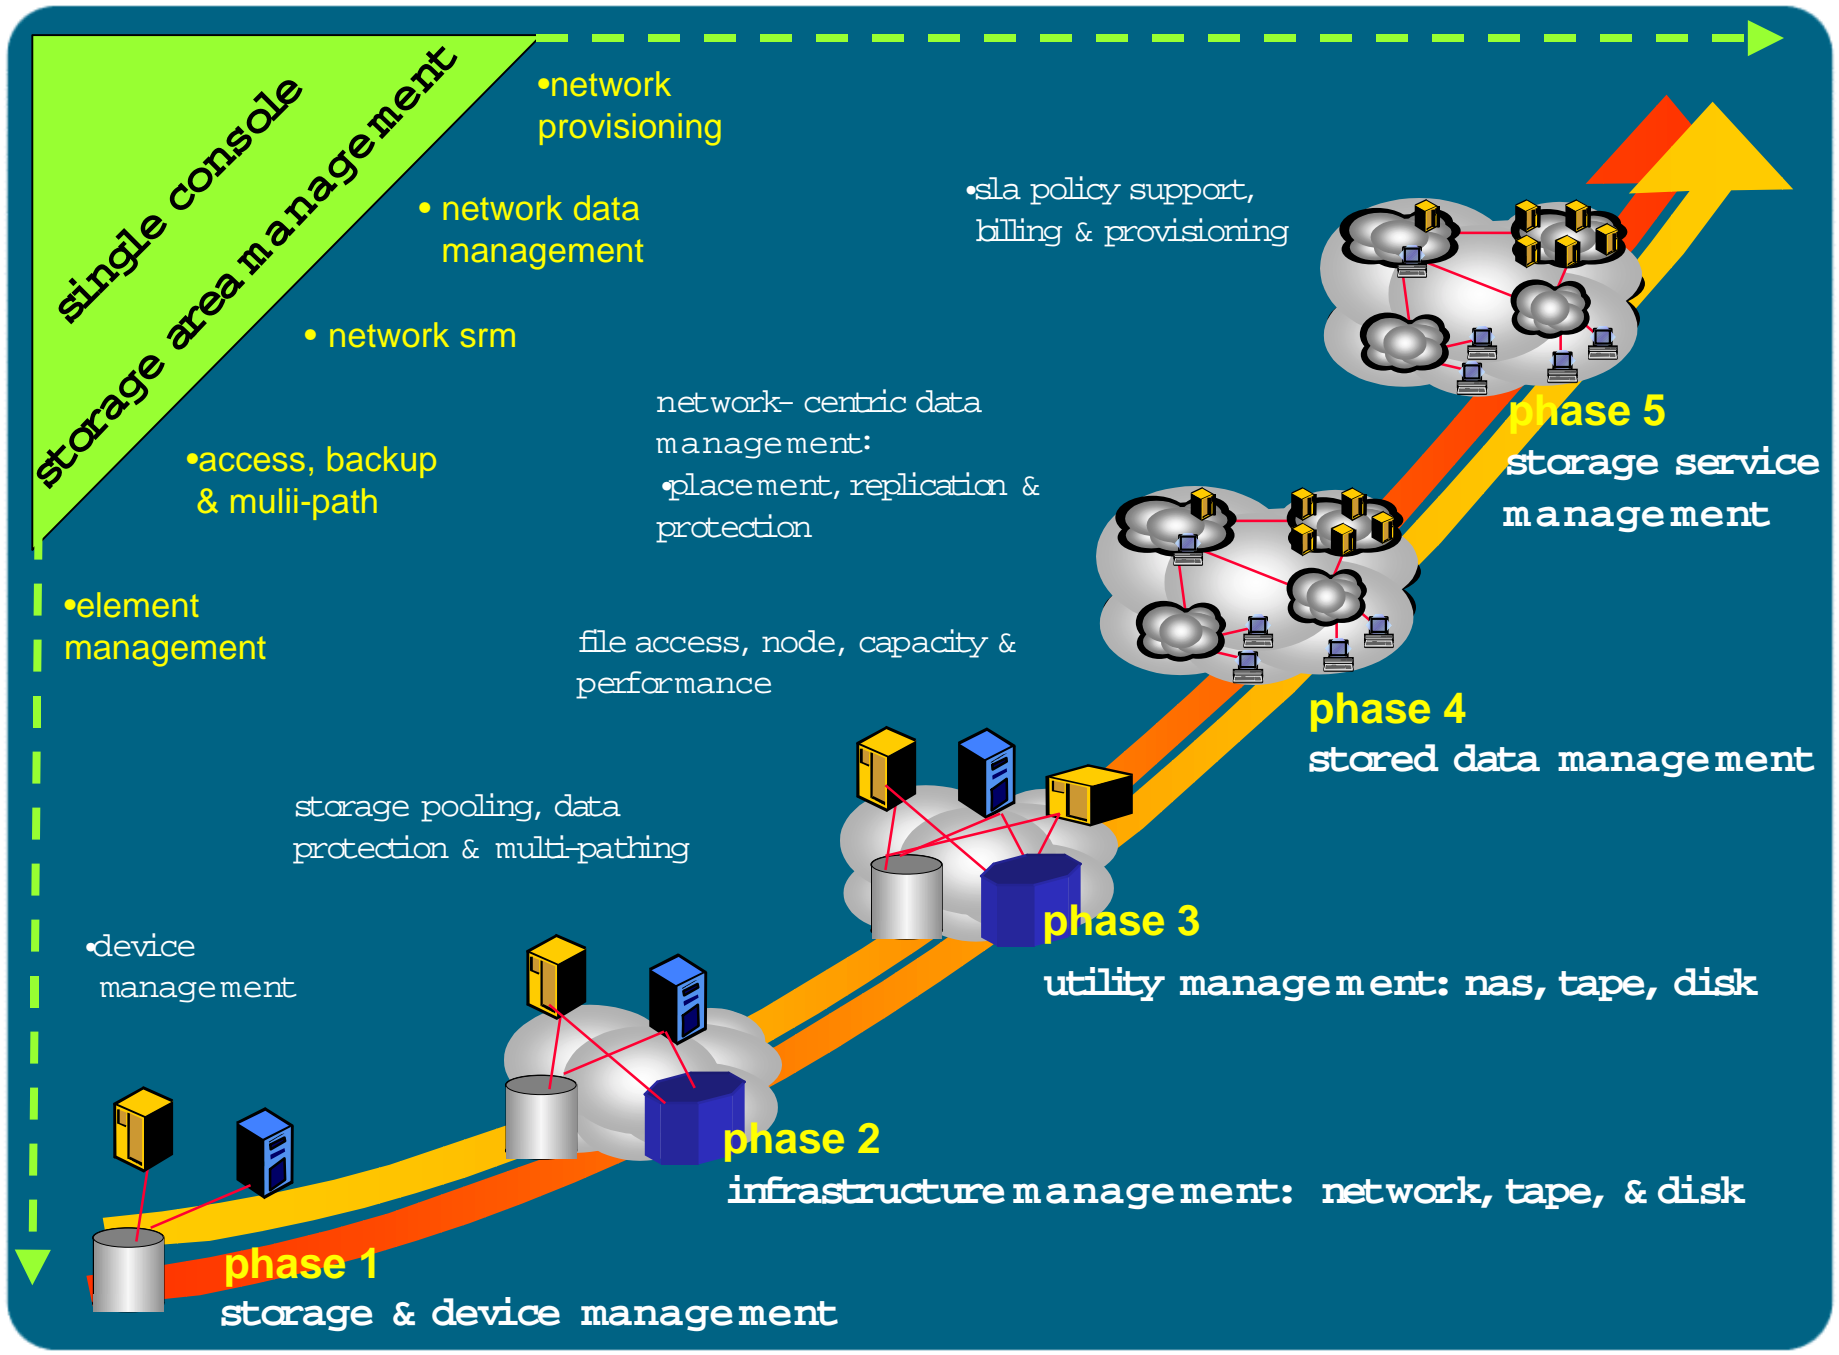 single console
storage area management
•network
provisioning
• network data
management
• network srm
•access, backup
& mulii-path
•element
management
•sla policy support,
billing & provisioning
network- centric data
management:
•placement, replication &
protection
file access, node, capacity &
performance
storage pooling, data
protection & multi-pathing
•device
management
phase 5
storage service
management
phase 4
stored data management
phase 3
utility management: nas, tape, disk
phase 2
infrastructure management: network, tape, & disk
phase 1
storage & device management